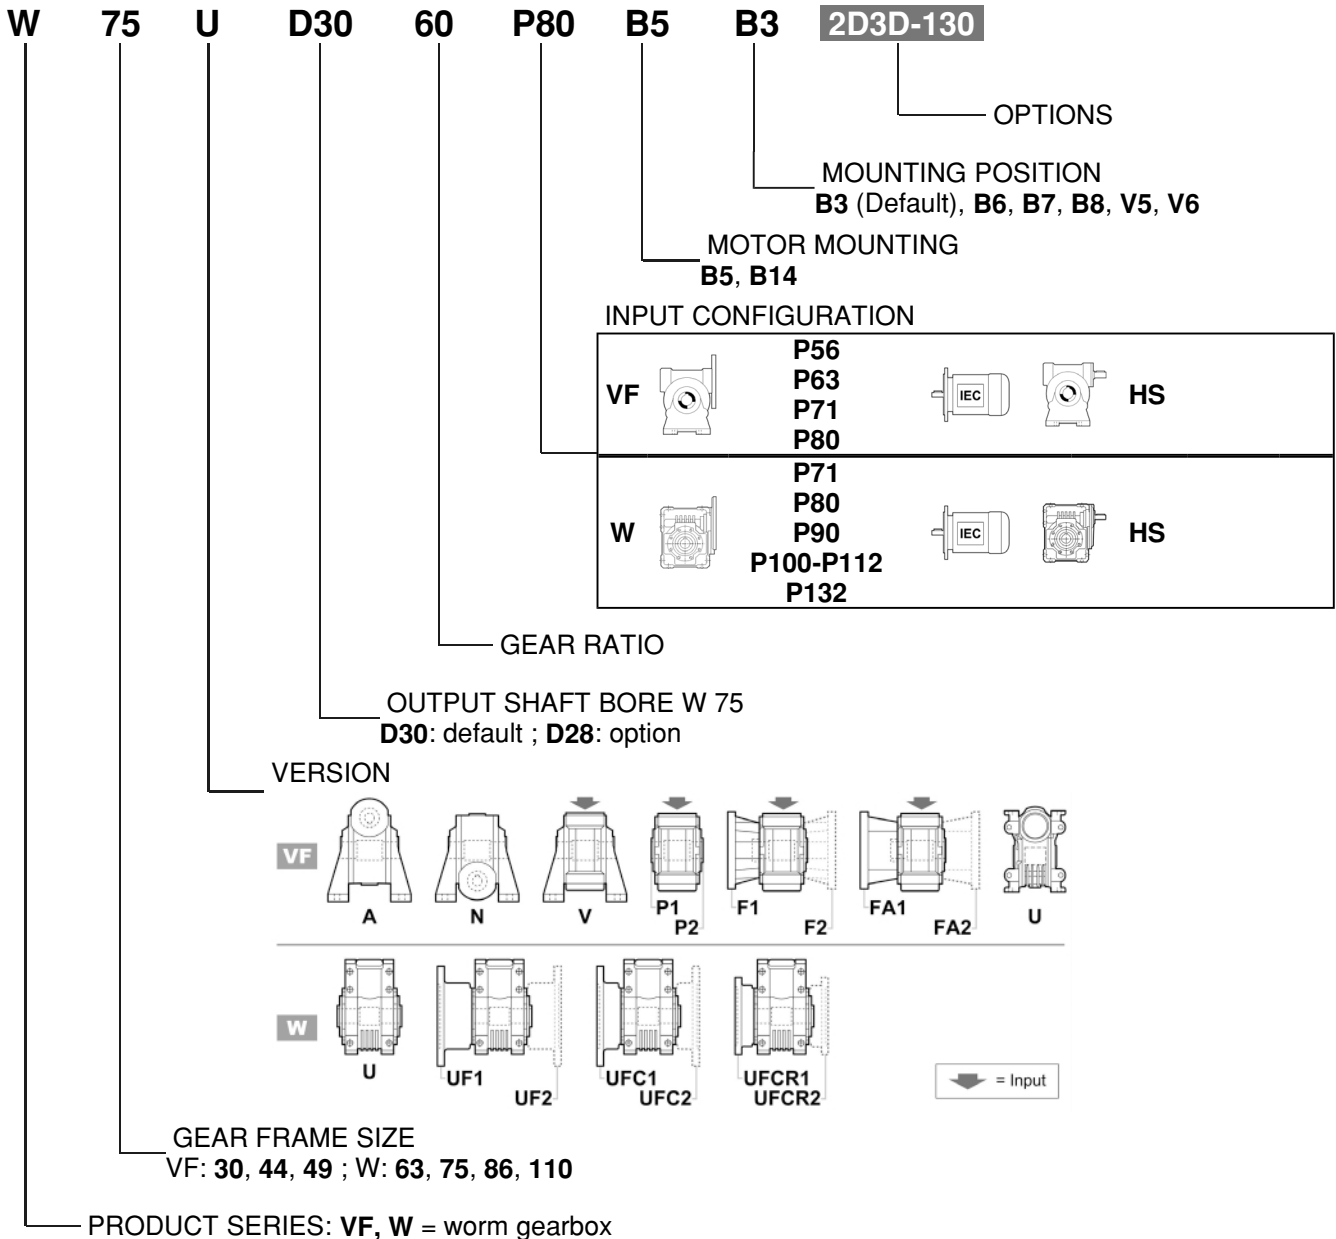 W 75 U D30 60 P80 B5 B3 2D3D-130
OPTIONS
MOUNTING POSITION
B3 (Default), B6, B7, B8, V5, V6
MOTOR MOUNTING
B5, B14
INPUT CONFIGURATION
P56
P63
VF IEC HS
P71
P80
P71
P80
W P90 IEC HS
P100-P112
P132
GEAR RATIO
OUTPUT SHAFT BORE W 75
D30: default ; D28: option
VERSION
VF
A N V P1 P2 F1 F2 FA1 FA2 U
W
U UF1 UF2 UFC1 UFC2 UFCR1 UFCR2
= Input
GEAR FRAME SIZE
VF: 30, 44, 49 ; W: 63, 75, 86, 110
PRODUCT SERIES: VF, W = worm gearbox